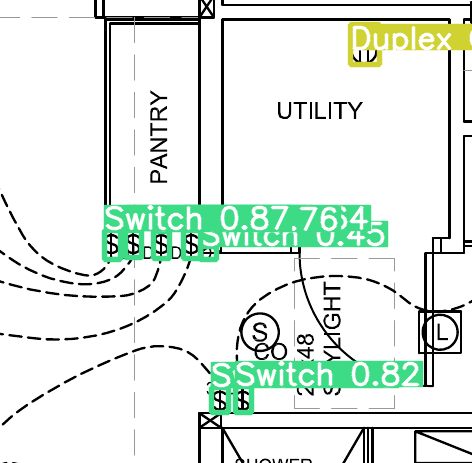 Duplex
UTILITY
PANTRY
Switch 0.87
Switch 0.45
$ $ D $ D $
S
CO
SKYLIGHT
L
Switch 0.82
$ $
SHOWER